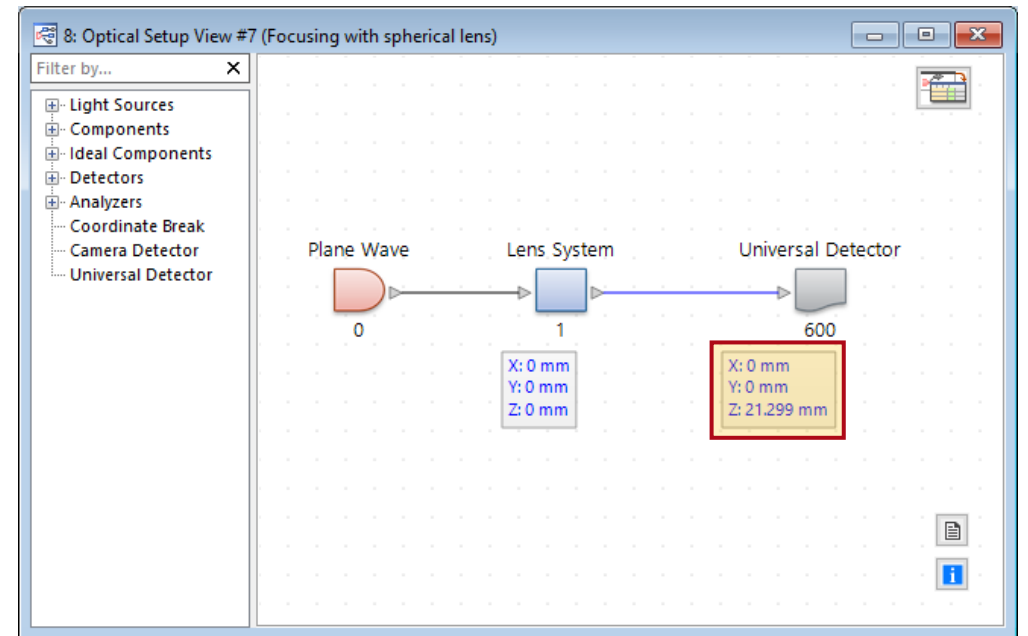 8: Optical Setup View #7 (Focusing with spherical lens)
Filter by...
Light Sources
Components
Ideal Components
Detectors
Analyzers
Coordinate Break
Camera Detector
Universal Detector
Plane Wave
Lens System
Universal Detector
0
1
600
X: 0 mm
Y: 0 mm
Z: 0 mm
X: 0 mm
Y: 0 mm
Z: 21.299 mm